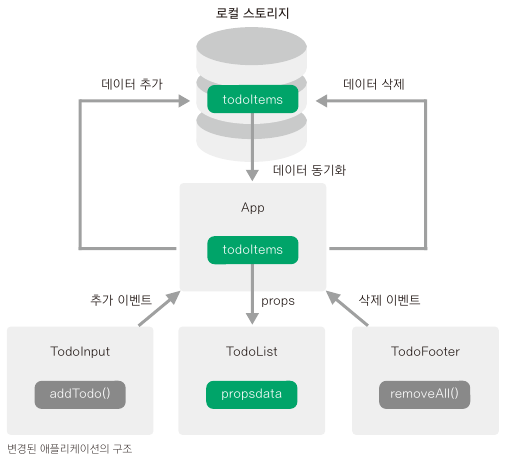 로컬 스토리지
데이터 추가
데이터 삭제
todoItems
데이터 동기화
App
todoItems
추가 이벤트
props
삭제 이벤트
TodoInput
TodoList
TodoFooter
addTodo()
propsdata
removeAll()
변경된 애플리케이션의 구조